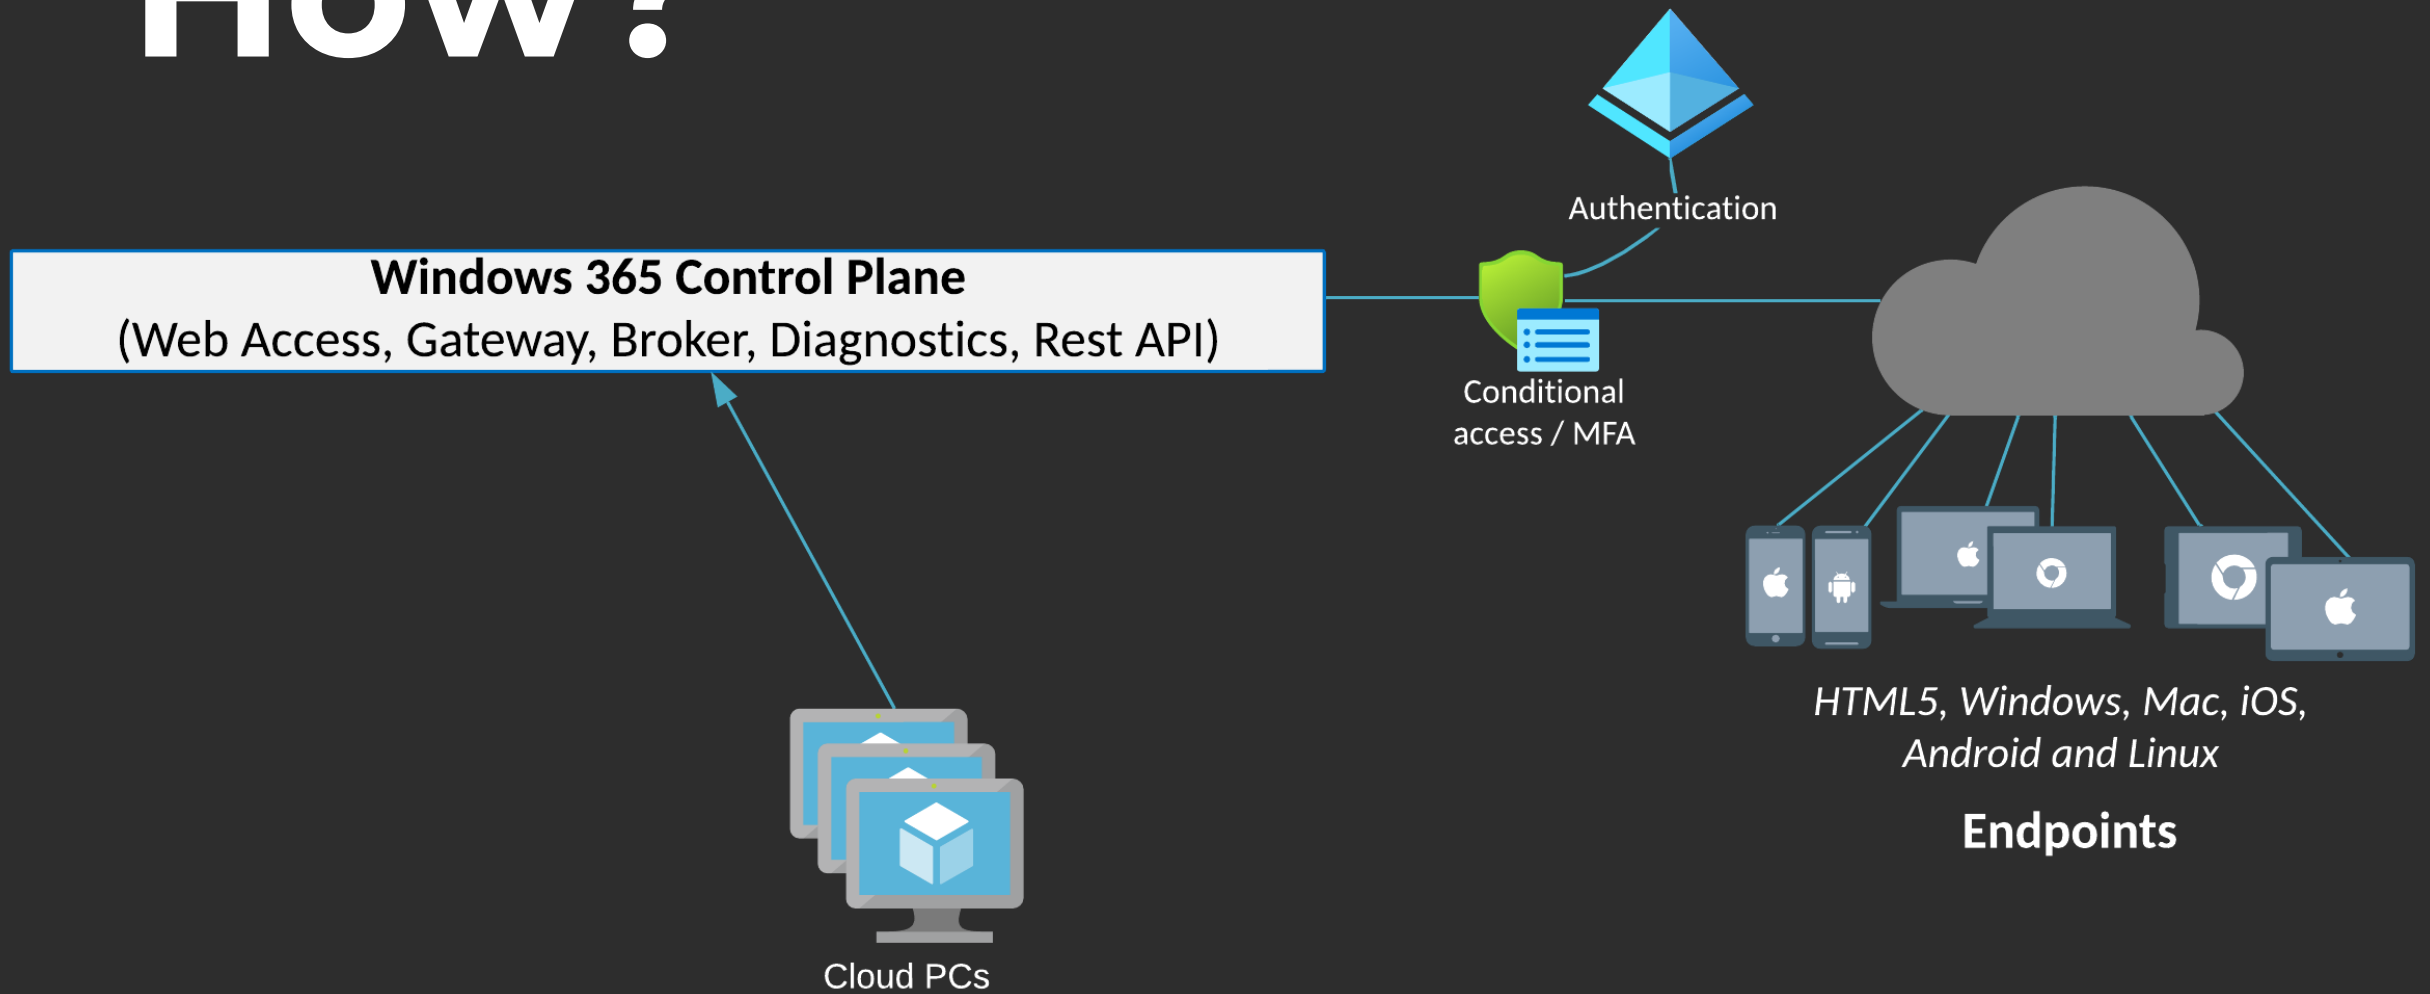 How?
Authentication
Windows 365 Control Plane
(Web Access, Gateway, Broker, Diagnostics, Rest API)
Conditional
access / MFA
HTML5, Windows, Mac, iOS,
Android and Linux
Endpoints
Cloud PCs